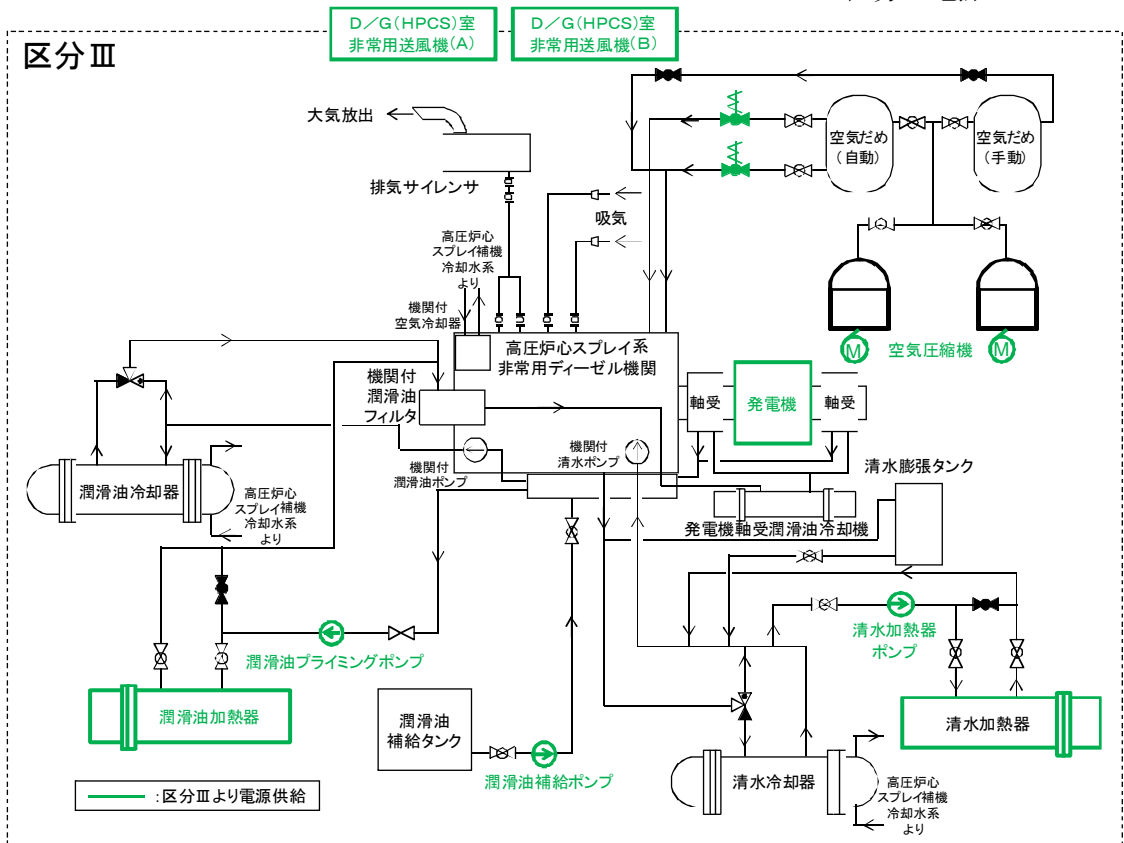 D／G(HPCS)室
非常用送風機(A)
D／G(HPCS)室
非常用送風機(B)
区分Ⅲ
大気放出
排気サイレンサ
吸気
空気だめ
(自動)
空気だめ
(手動)
高圧炉心
スプレイ補機
冷却水系
より
機関付
空気冷却器
高圧炉心スプレイ系
非常用ディーゼル機関
M
空気圧縮機
M
機関付
潤滑油
フィルタ
軸受
発電機
軸受
機関付
清水ポンプ
機関付
潤滑油ポンプ
清水膨張タンク
潤滑油冷却器
高圧炉心
スプレイ補機
冷却水系
より
発電機軸受潤滑油冷却機
潤滑油プライミングポンプ
清水加熱器
ポンプ
潤滑油加熱器
潤滑油
補給タンク
潤滑油補給ポンプ
清水加熱器
清水冷却器
高圧炉心
スプレイ補機
冷却水系
より
:区分Ⅲより電源供給